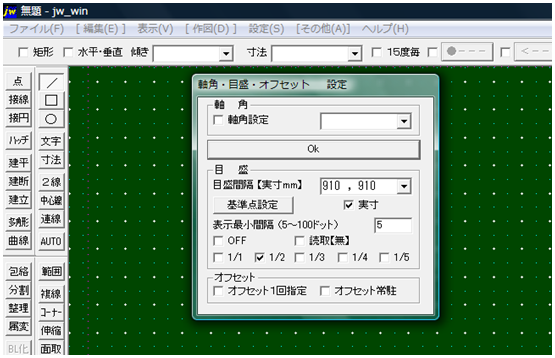 jw 無題 - jw_win
ファイル(F) [ 編集(E) ] 表示(V) [ 作図(D) ] 設定(S) [その他(A)] ヘルプ(H)
矩形 水平・垂直 傾き 寸法 15度毎 ●--- <---
点 ／
接線 □
接円 ○
ハッチ 文字
建平 寸法
建断 2線
建立 中心線
多角形 連線
曲線 AUTO
包絡 範囲
分割 複線
整理 コーナー
属変 伸縮
BL化 面取
軸角・目盛・オフセット 設定
軸 角
軸角設定
Ok
目 盛
目盛間隔【実寸mm】 910 , 910
基準点設定 実寸
表示最小間隔 (5～100ドット) 5
OFF 読取【無】
1/1 1/2 1/3 1/4 1/5
オフセット
オフセット1回指定 オフセット常駐